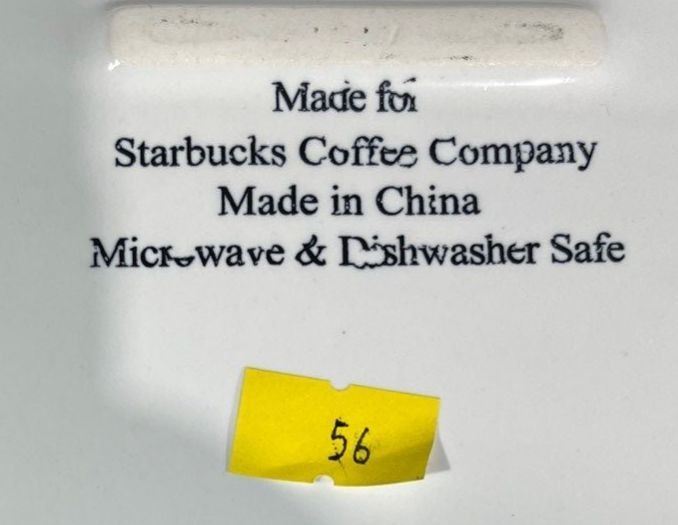 Made for
Starbucks Coffee Company
Made in China
Microwave & Dishwasher Safe
56